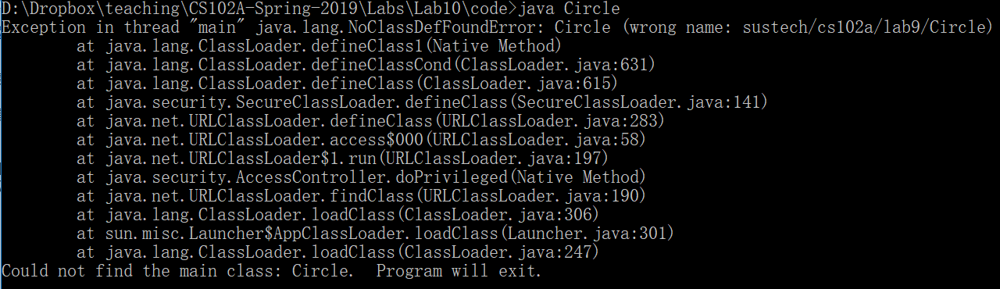 D:\Dropbox\teaching\CS102A-Spring-2019\Labs\Lab10\code>java Circle
Exception in thread "main" java.lang.NoClassDefFoundError: Circle (wrong name: sustech/cs102a/lab9/Circle)
        at java.lang.ClassLoader.defineClass1(Native Method)
        at java.lang.ClassLoader.defineClassCond(ClassLoader.java:631)
        at java.lang.ClassLoader.defineClass(ClassLoader.java:615)
        at java.security.SecureClassLoader.defineClass(SecureClassLoader.java:141)
        at java.net.URLClassLoader.defineClass(URLClassLoader.java:283)
        at java.net.URLClassLoader.access$000(URLClassLoader.java:58)
        at java.net.URLClassLoader$1.run(URLClassLoader.java:197)
        at java.security.AccessController.doPrivileged(Native Method)
        at java.net.URLClassLoader.findClass(URLClassLoader.java:190)
        at java.lang.ClassLoader.loadClass(ClassLoader.java:306)
        at sun.misc.Launcher$AppClassLoader.loadClass(Launcher.java:301)
        at java.lang.ClassLoader.loadClass(ClassLoader.java:247)
Could not find the main class: Circle.  Program will exit.